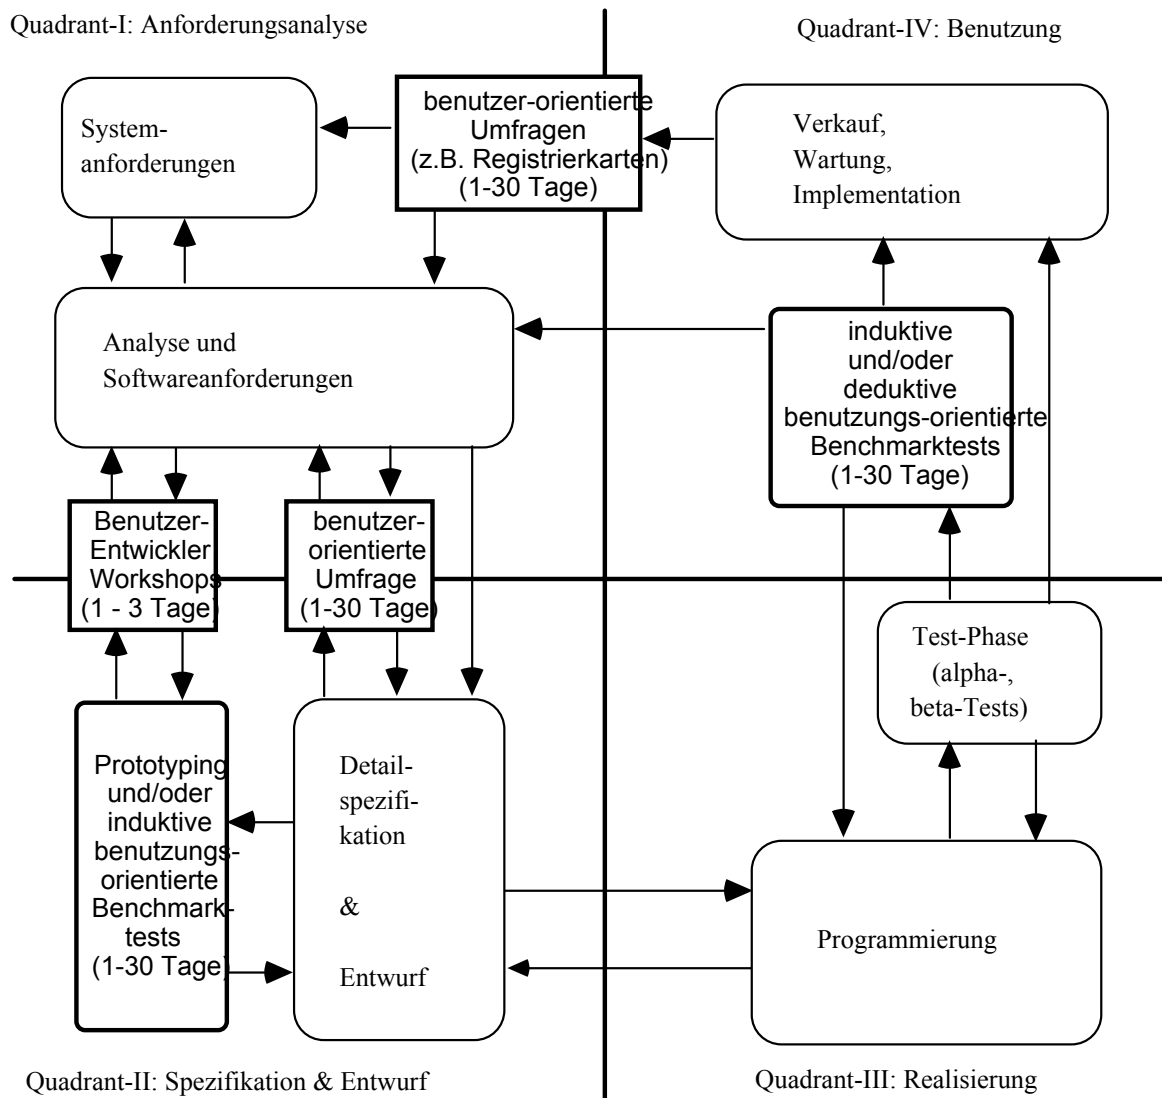 Quadrant-I: Anforderungsanalyse
Quadrant-IV: Benutzung
System-
anforderungen
benutzer-orientierte
Umfragen
(z.B. Registrierkarten)
(1-30 Tage)
Verkauf,
Wartung,
Implementation
Analyse und
Softwareanforderungen
induktive
und/oder
deduktive
benutzungs-orientierte
Benchmarktests
(1-30 Tage)
Benutzer-
Entwickler
Workshops
(1 - 3 Tage)
benutzer-
orientierte
Umfrage
(1-30 Tage)
Test-Phase
(alpha-,
beta-Tests)
Prototyping
und/oder
induktive
benutzungs-
orientierte
Benchmark-
tests
(1-30 Tage)
Detail-
spezifi-
kation
&
Entwurf
Programmierung
Quadrant-II: Spezifikation & Entwurf
Quadrant-III: Realisierung